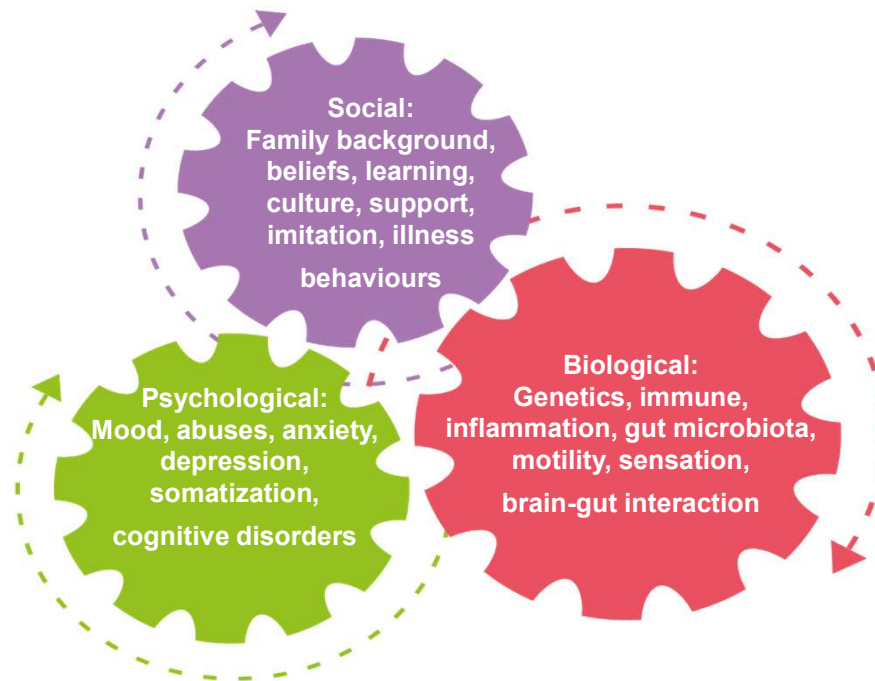 Social:
Family background,
beliefs, learning,
culture, support,
imitation, illness
behaviours
Psychological:
Mood, abuses, anxiety,
depression,
somatization,
cognitive disorders
Biological:
Genetics, immune,
inflammation, gut microbiota,
motility, sensation,
brain-gut interaction